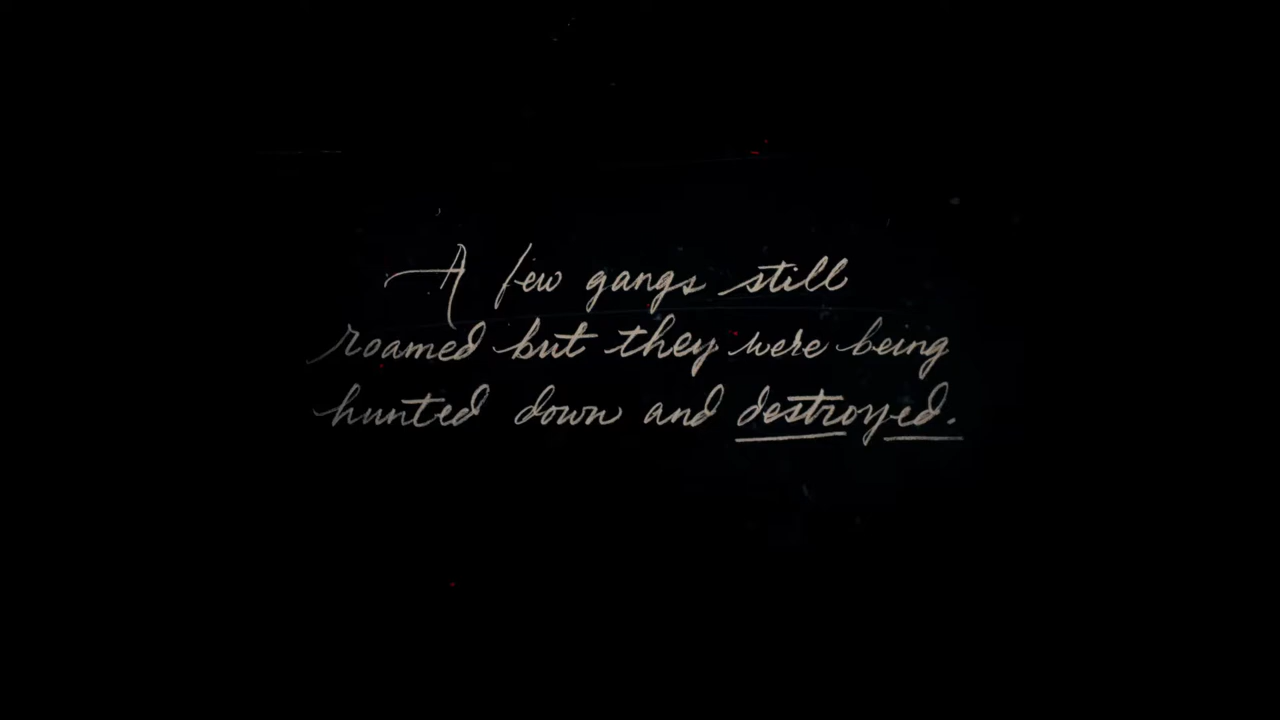 A few gangs still
roamed but they were being
hunted down and destroyed.